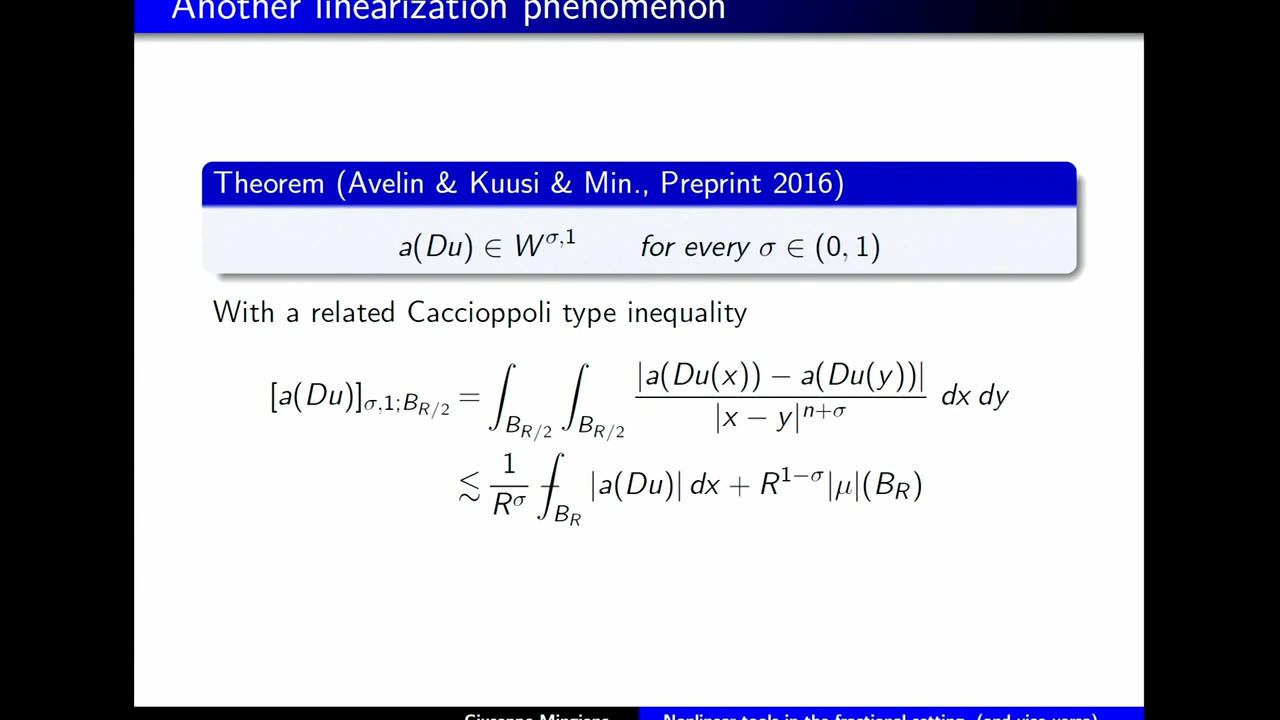 Another linearization phenomenon
Theorem (Avelin & Kuusi & Min., Preprint 2016)
a(Du) ∈ W^{σ,1} for every σ ∈ (0, 1)
With a related Caccioppoli type inequality
[a(Du)]_{σ,1;B_{R/2}} = ∫_{B_{R/2}} ∫_{B_{R/2}} |a(Du(x)) − a(Du(y))| / |x − y|^{n+σ} dx dy
≲ 1/R^σ ⨍_{B_R} |a(Du)| dx + R^{1−σ}|μ|(B_R)
Giuseppe Mingione Nonlinear tools in the fractional setting (and vice versa)